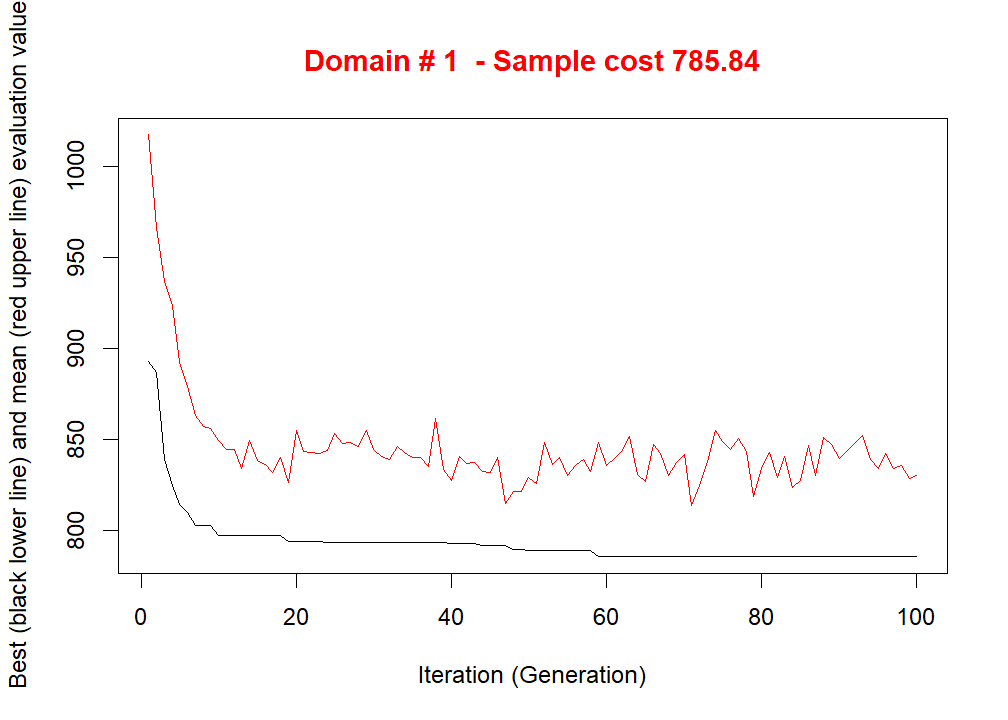 Domain # 1  - Sample cost 785.84
Best (black lower line) and mean (red upper line) evaluation value
1000
950
900
850
800
0 20 40 60 80 100
Iteration (Generation)